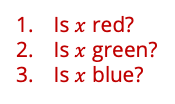 1. Is x red?
2. Is x green?
3. Is x blue?